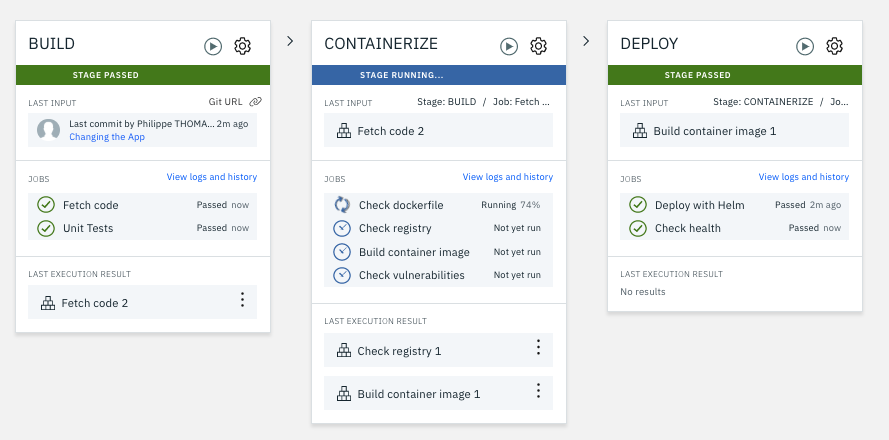 BUILD
STAGE PASSED
LAST INPUT Git URL
Last commit by Philippe THOMA... 2m ago
Changing the App
JOBS View logs and history
Fetch code Passed now
Unit Tests Passed now
LAST EXECUTION RESULT
Fetch code 2
CONTAINERIZE
STAGE RUNNING...
LAST INPUT Stage: BUILD / Job: Fetch ...
Fetch code 2
JOBS View logs and history
Check dockerfile Running 74%
Check registry Not yet run
Build container image Not yet run
Check vulnerabilities Not yet run
LAST EXECUTION RESULT
Check registry 1
Build container image 1
DEPLOY
STAGE PASSED
LAST INPUT Stage: CONTAINERIZE / Jo...
Build container image 1
JOBS View logs and history
Deploy with Helm Passed 2m ago
Check health Passed now
LAST EXECUTION RESULT
No results